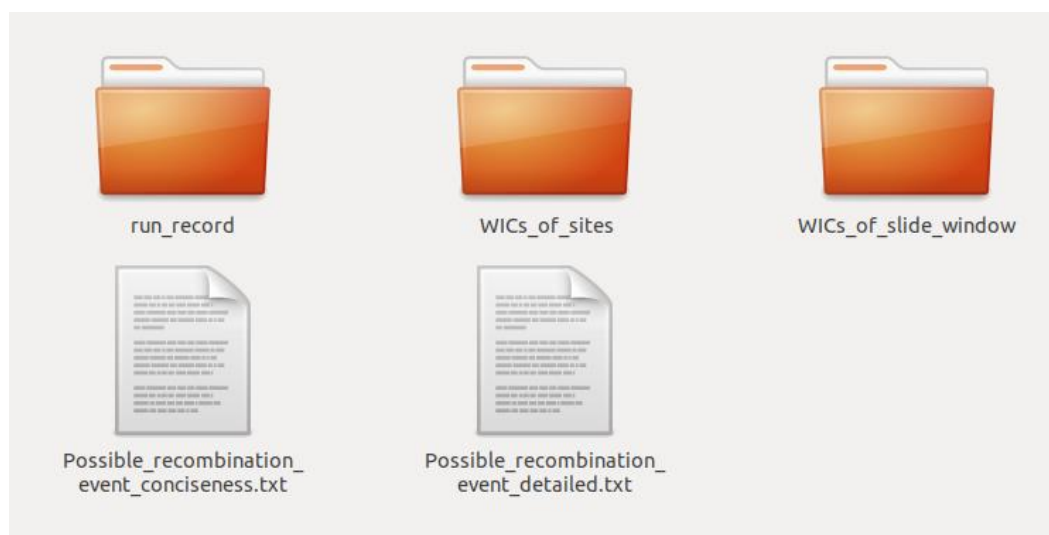 run_record
WICs_of_sites
WICs_of_slide_window
Possible_recombination_
event_conciseness.txt
Possible_recombination_
event_detailed.txt